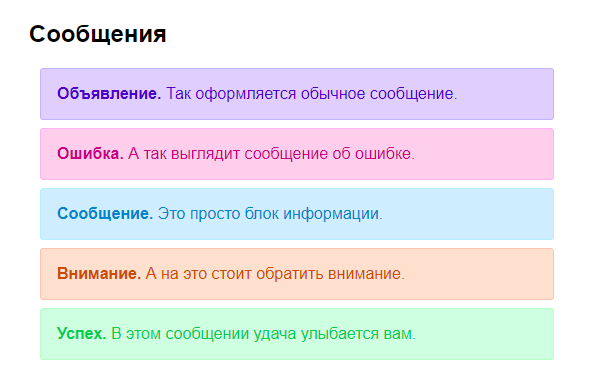 Сообщения
Объявление. Так оформляется обычное сообщение.
Ошибка. А так выглядит сообщение об ошибке.
Сообщение. Это просто блок информации.
Внимание. А на это стоит обратить внимание.
Успех. В этом сообщении удача улыбается вам.